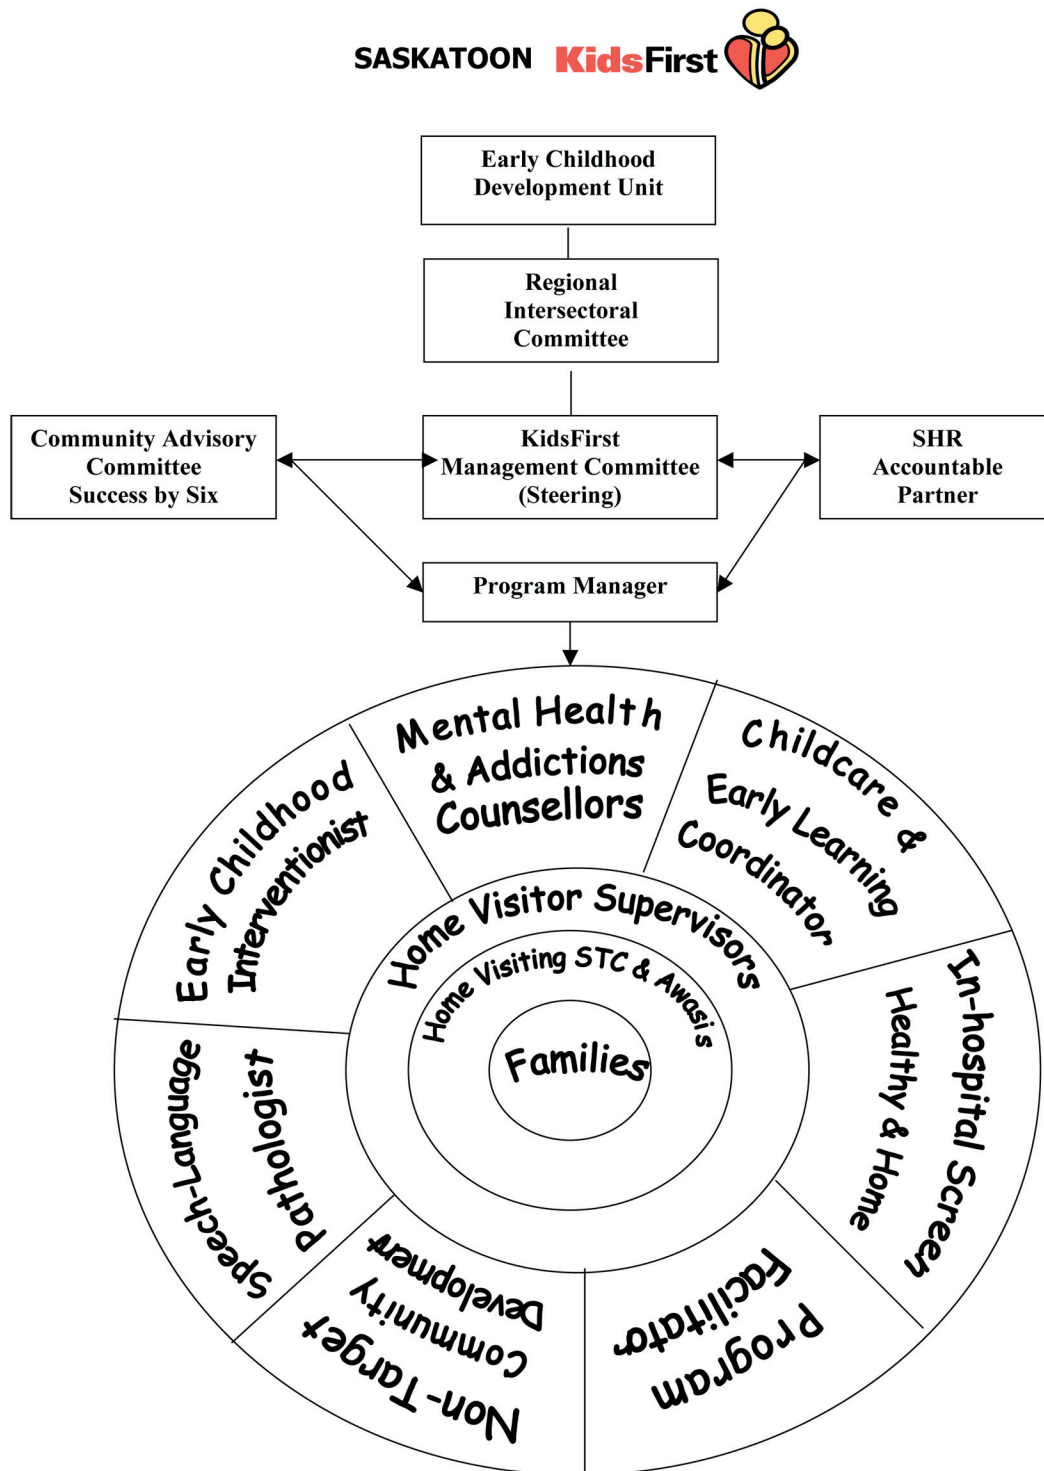 SASKATOON KidsFirst
Early Childhood
Development Unit
Regional
Intersectoral
Committee
Community Advisory
Committee
Success by Six
KidsFirst
Management Committee
(Steering)
SHR
Accountable
Partner
Program Manager
Mental Health
& Addictions
Counsellors
Childcare &
Early Learning
Coordinator
In-hospital Screen
Healthy & Home
Program
Facilitator
Non-Target
Community
Development
Speech-Language
Pathologist
Early Childhood
Interventionist
Home Visitor Supervisors
Home Visiting STC & Awasis
Families